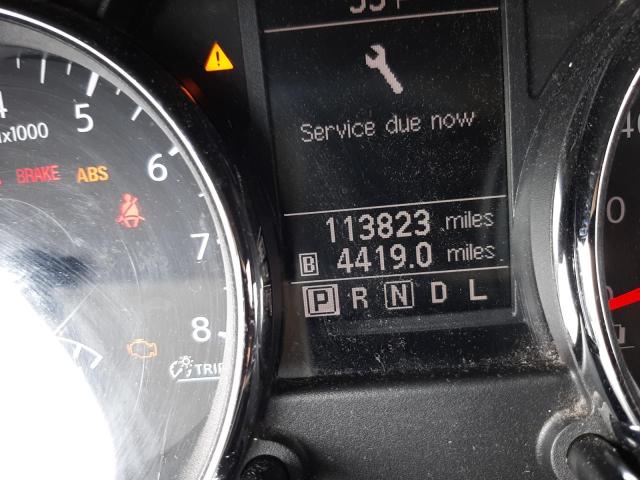 Service due now
4
5
x1000
6
BRAKE ABS
7
113823 miles
B 4419.0 miles
P R N D L
8
TRIP